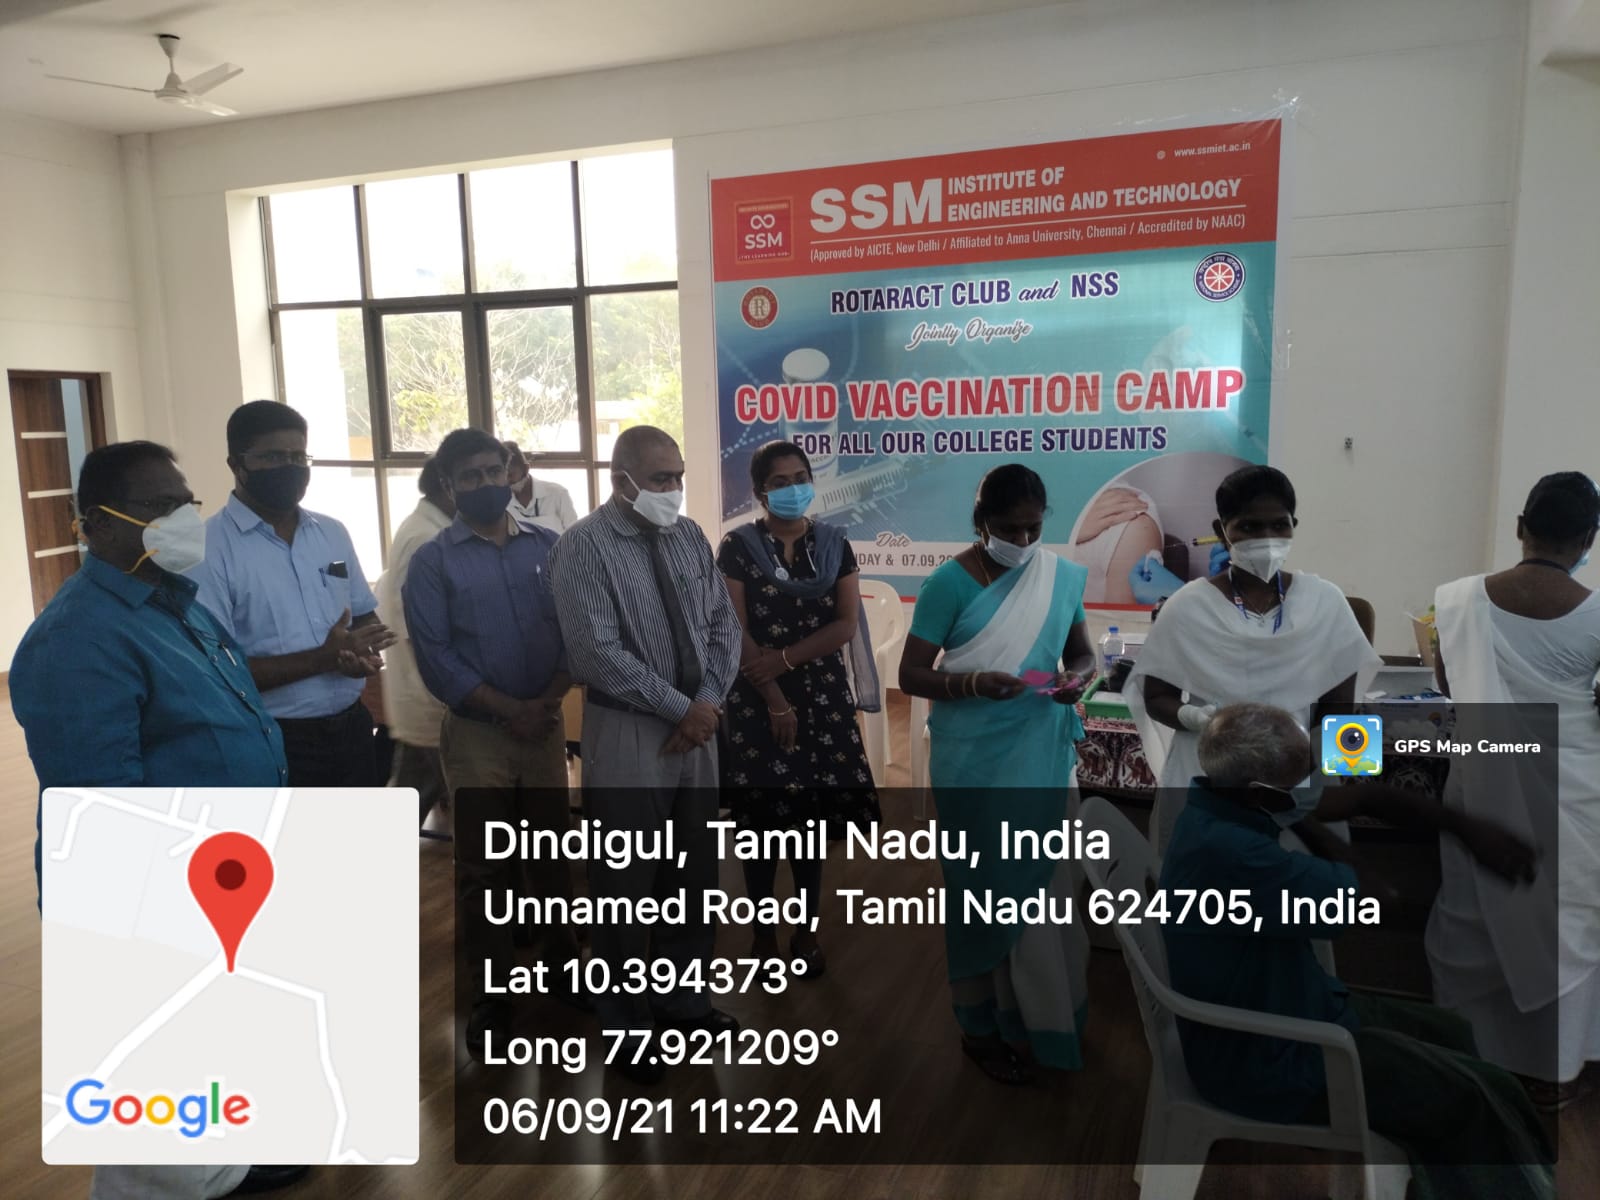 www.ssmiet.ac.in
SSM
SSM INSTITUTE OF
ENGINEERING AND TECHNOLOGY
(Approved by AICTE, New Delhi / Affiliated to Anna University, Chennai / Accredited by NAAC)
ROTARACT CLUB and NSS
Jointly Organize
COVID VACCINATION CAMP
FOR ALL OUR COLLEGE STUDENTS
Date
& 07.09.
GPS Map Camera
Dindigul, Tamil Nadu, India
Unnamed Road, Tamil Nadu 624705, India
Lat 10.394373°
Long 77.921209°
06/09/21 11:22 AM
Google